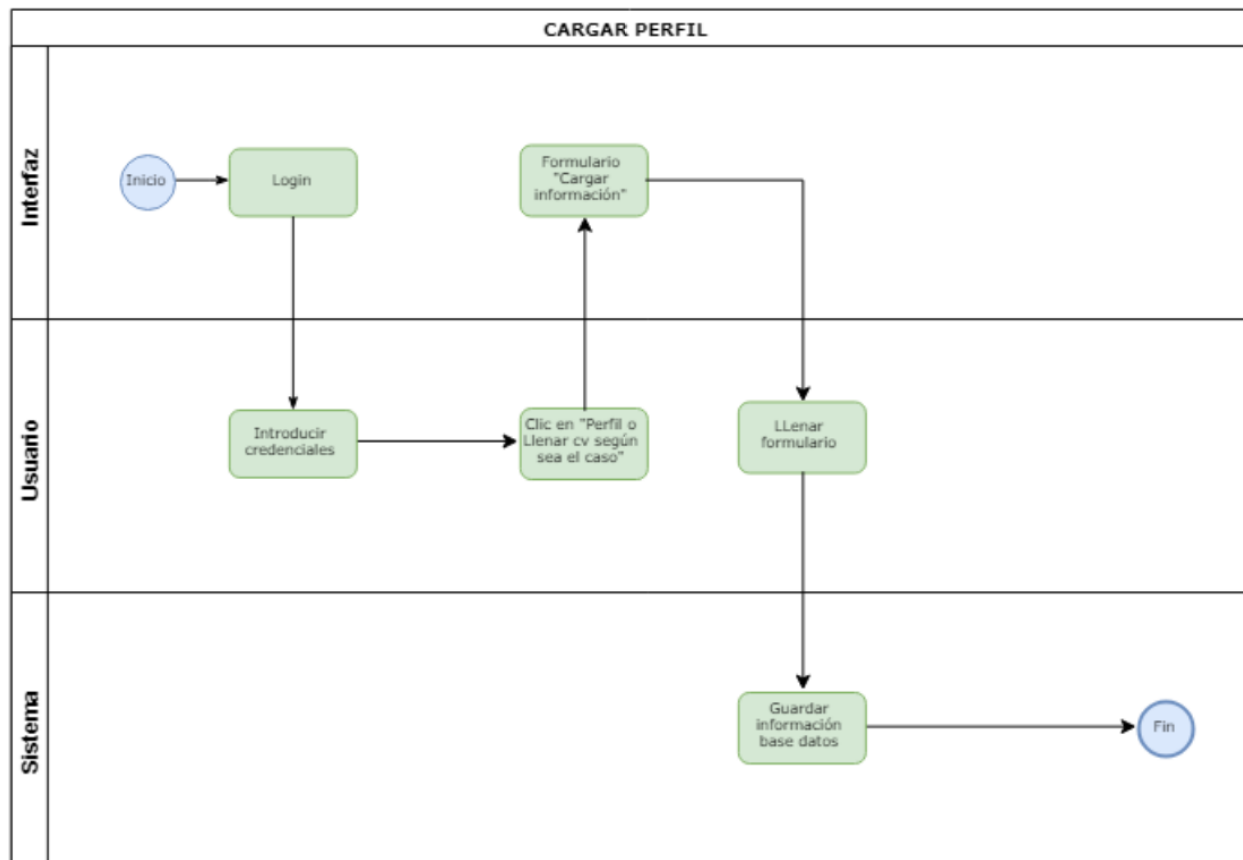 CARGAR PERFIL
Interfaz
Inicio
Login
Formulario
"Cargar
información"
Usuario
Introducir
credenciales
Clic en "Perfil o
Llenar cv según
sea el caso"
LLenar
formulario
Sistema
Guardar
información
base datos
Fin